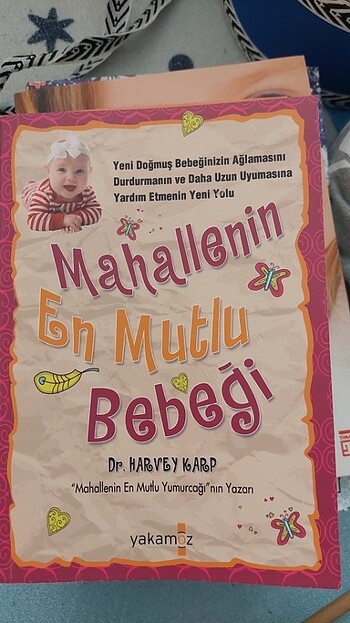 Yeni Doğmuş Bebeğinizin Ağlamasını
Durdurmanın ve Daha Uzun Uyumasına
Yardım Etmenin Yeni Yolu
Mahallenin
En Mutlu
Bebeği
Dr. HARVEY KARP
"Mahallenin En Mutlu Yumurcağı"nın Yazarı
yakamoz